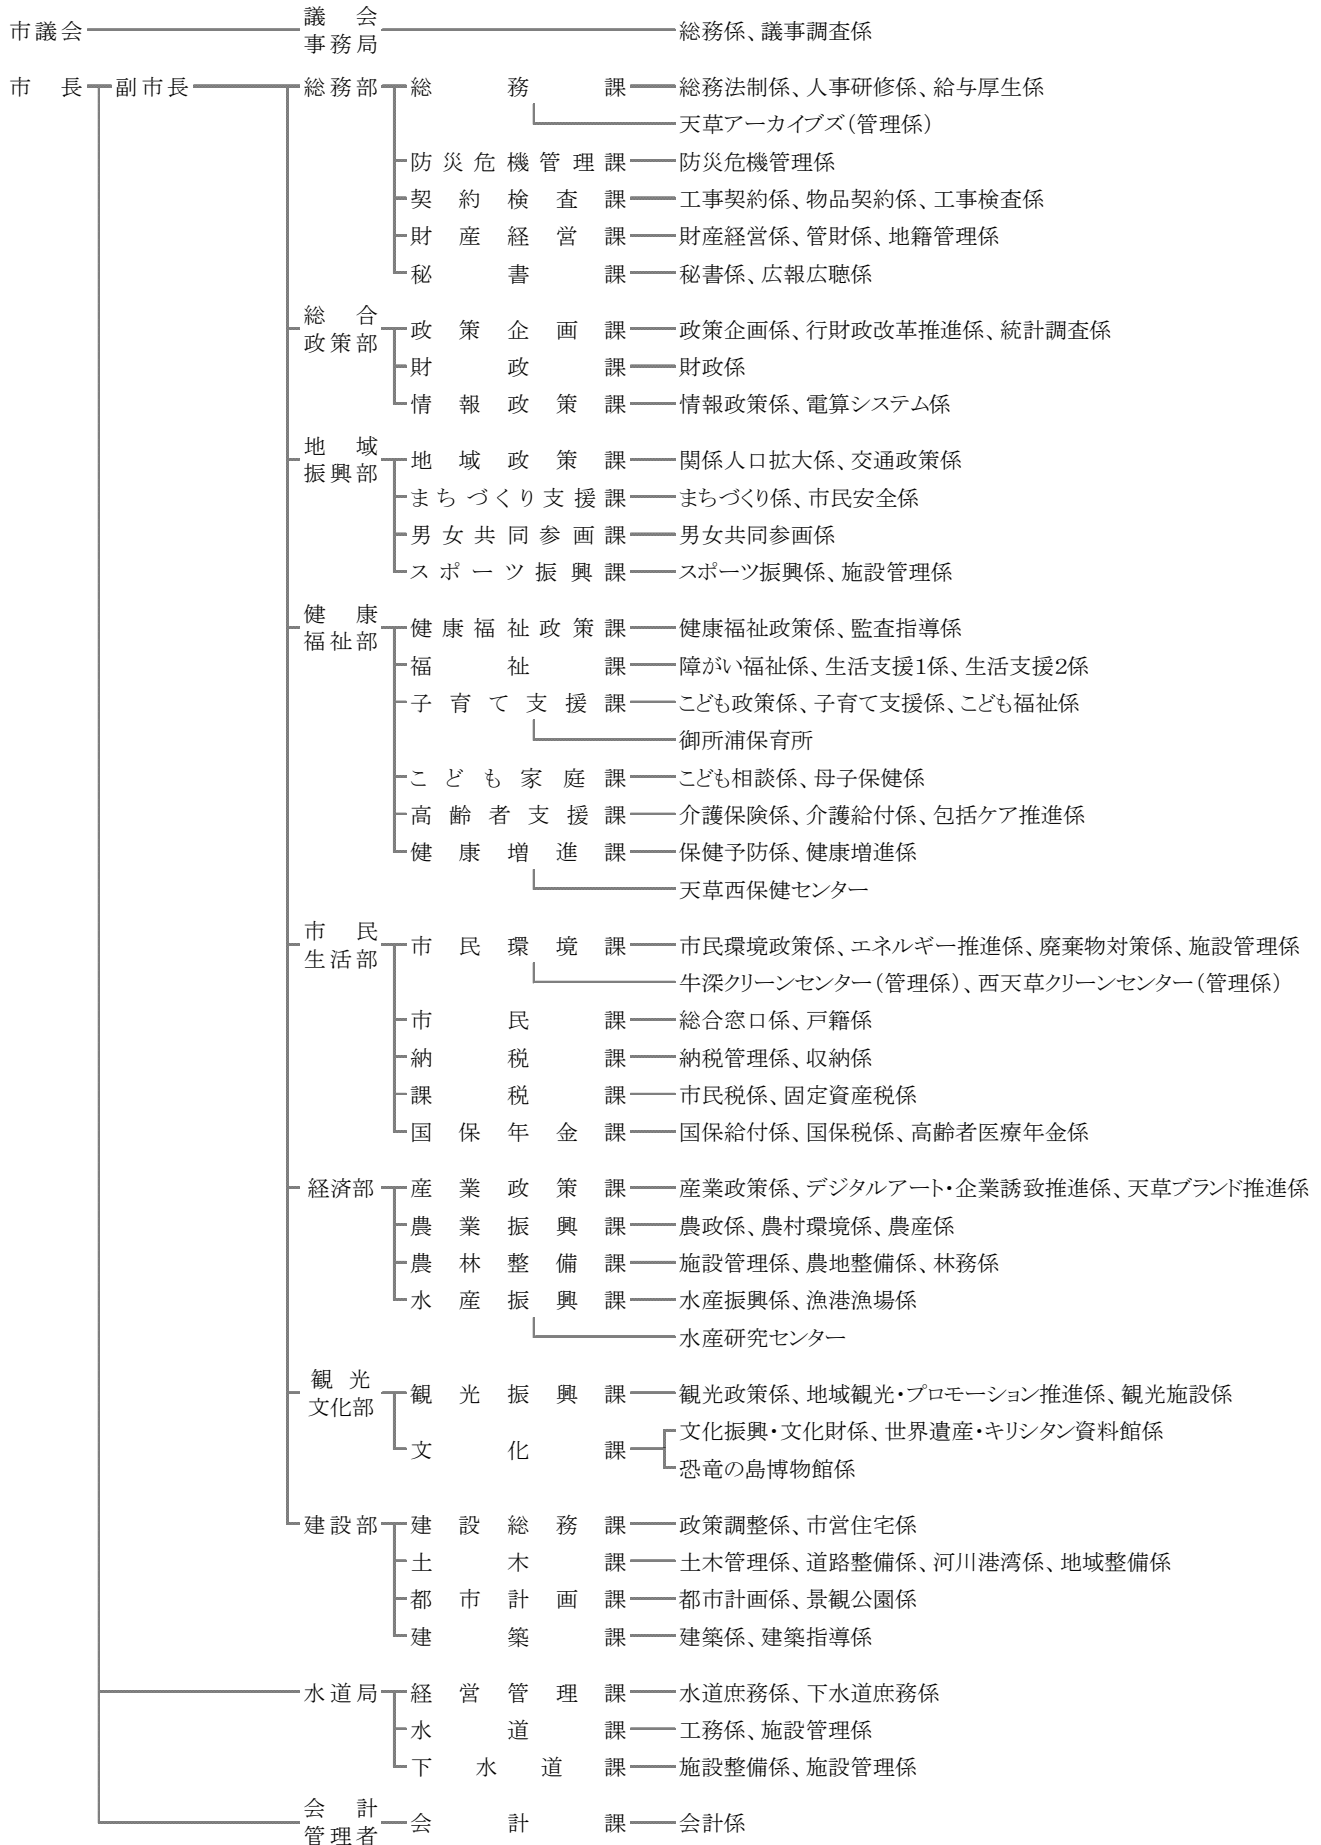 市議会 議会事務局 総務係、議事調査係
市長 副市長 総務部 総務課 総務法制係、人事研修係、給与厚生係
天草アーカイブズ（管理係）
防災危機管理課 防災危機管理係
契約検査課 工事契約係、物品契約係、工事検査係
財産経営課 財産経営係、管財係、地籍管理係
秘書課 秘書係、広報広聴係
総合政策部 政策企画課 政策企画係、行財政改革推進係、統計調査係
財政課 財政係
情報政策課 情報政策係、電算システム係
地域振興部 地域政策課 関係人口拡大係、交通政策係
まちづくり支援課 まちづくり係、市民安全係
男女共同参画課 男女共同参画係
スポーツ振興課 スポーツ振興係、施設管理係
健康福祉部 健康福祉政策課 健康福祉政策係、監査指導係
福祉課 障がい福祉係、生活支援1係、生活支援2係
子育て支援課 こども政策係、子育て支援係、こども福祉係
御所浦保育所
こども家庭課 こども相談係、母子保健係
高齢者支援課 介護保険係、介護給付係、包括ケア推進係
健康増進課 保健予防係、健康増進係
天草西保健センター
市民生活部 市民環境課 市民環境政策係、エネルギー推進係、廃棄物対策係、施設管理係
牛深クリーンセンター（管理係）、西天草クリーンセンター（管理係）
市民課 総合窓口係、戸籍係
納税課 納税管理係、収納係
課税課 市民税係、固定資産税係
国保年金課 国保給付係、国保税係、高齢者医療年金係
経済部 産業政策課 産業政策係、デジタルアート・企業誘致推進係、天草ブランド推進係
農業振興課 農政係、農村環境係、農産係
農林整備課 施設管理係、農地整備係、林務係
水産振興課 水産振興係、漁港漁場係
水産研究センター
観光文化部 観光振興課 観光政策係、地域観光・プロモーション推進係、観光施設係
文化課 文化振興・文化財係、世界遺産・キリシタン資料館係
恐竜の島博物館係
建設部 建設総務課 政策調整係、市営住宅係
土木課 土木管理係、道路整備係、河川港湾係、地域整備係
都市計画課 都市計画係、景観公園係
建築課 建築係、建築指導係
水道局 経営管理課 水道庶務係、下水道庶務係
水道課 工務係、施設管理係
下水道課 施設整備係、施設管理係
会計管理者 会計課 会計係